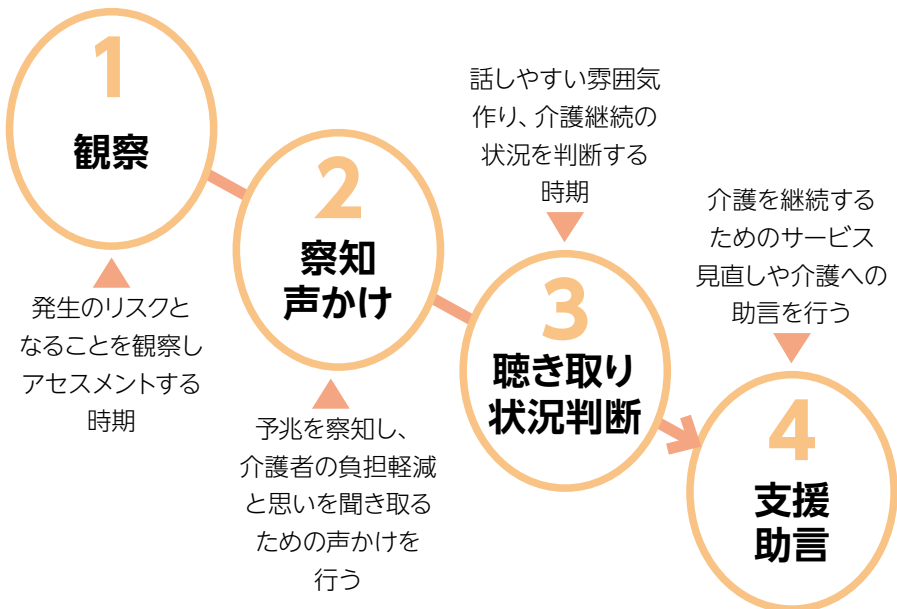 1
観察
発生のリスクと
なることを観察し
アセスメントする
時期
2
察知
声かけ
予兆を察知し、
介護者の負担軽減
と思いを聞き取る
ための声かけを
行う
話しやすい雰囲気
作り、介護継続の
状況を判断する
時期
3
聴き取り
状況判断
介護を継続する
ためのサービス
見直しや介護への
助言を行う
4
支援
助言